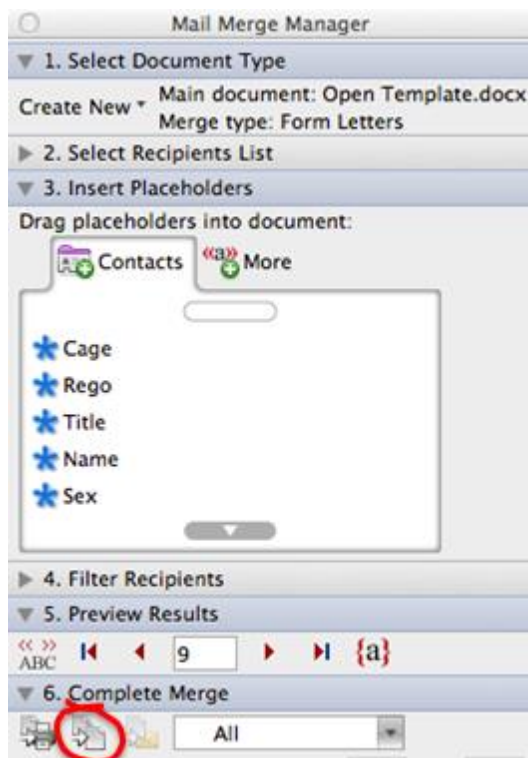 Mail Merge Manager
1. Select Document Type
Create New
Main document: Open Template.docx
Merge type: Form Letters
2. Select Recipients List
3. Insert Placeholders
Drag placeholders into document:
Contacts «a» More
Cage
Rego
Title
Name
Sex
4. Filter Recipients
5. Preview Results
« » ABC 9 {a}
6. Complete Merge
All